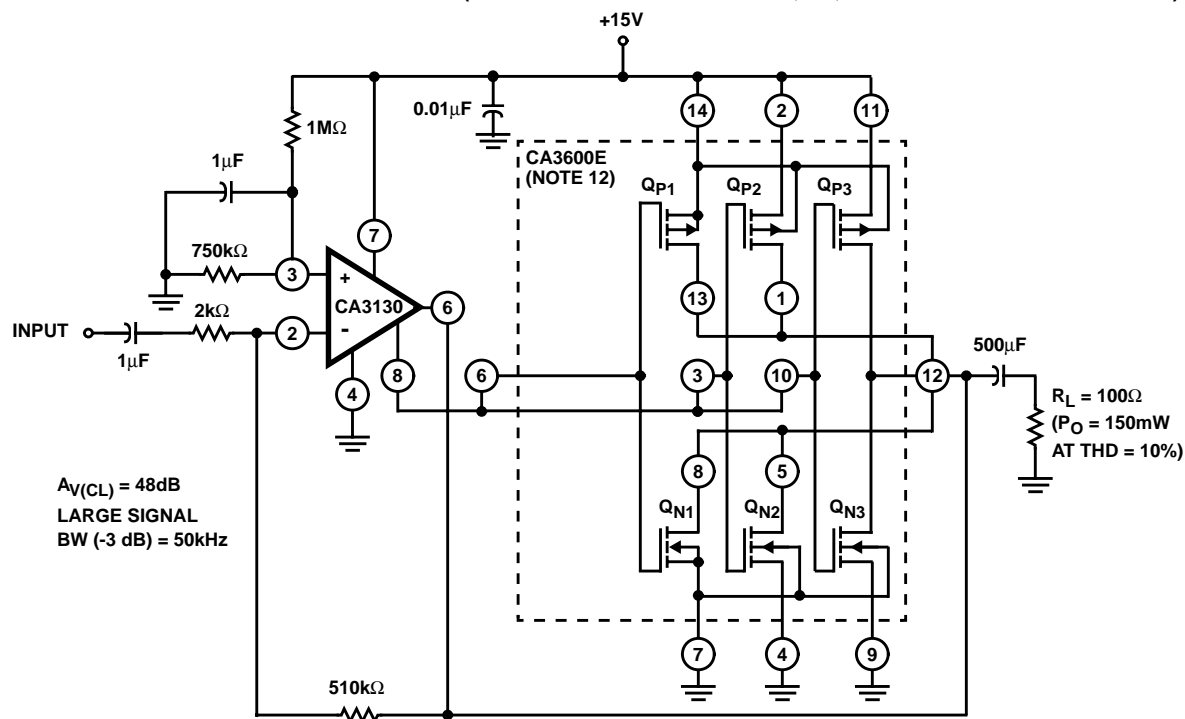 +15V
0.01μF
1MΩ
1μF
750kΩ
2kΩ
INPUT
1μF
CA3130
+
-
3
2
7
6
8
4
CA3600E
(NOTE 12)
14
2
11
QP1
QP2
QP3
13
1
6
3
10
12
8
5
QN1
QN2
QN3
7
4
9
500μF
RL = 100Ω
(PO = 150mW
AT THD = 10%)
AV(CL) = 48dB
LARGE SIGNAL
BW (-3 dB) = 50kHz
510kΩ